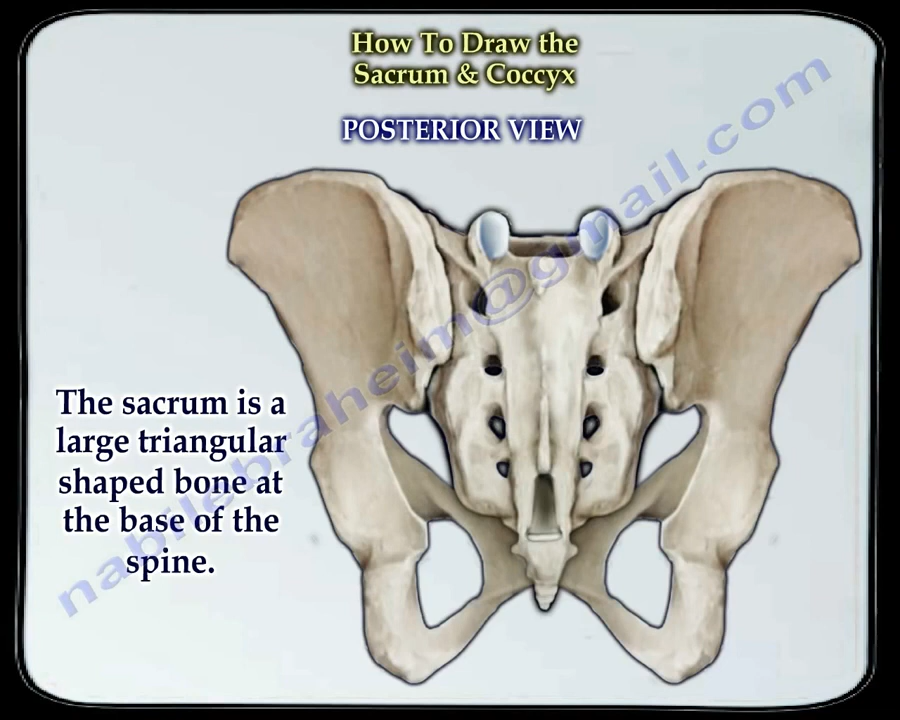 How To Draw the
Sacrum & Coccyx
POSTERIOR VIEW
The sacrum is a
large triangular
shaped bone at
the base of the
spine.
nabilebraheim@gmail.com